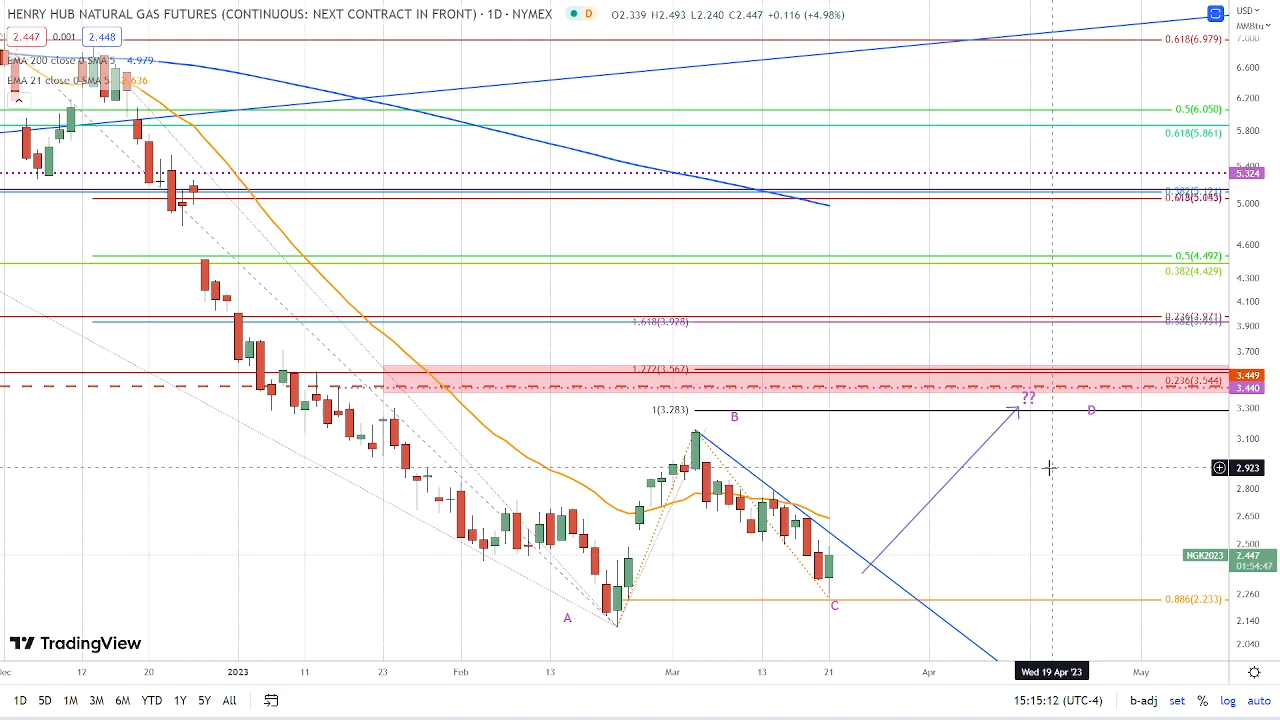 HENRY HUB NATURAL GAS FUTURES (CONTINUOUS: NEXT CONTRACT IN FRONT) · 1D · NYMEX D O2.339 H2.493 L2.240 C2.447 +0.116 (+4.98%)
USD
MWBtu
2.447 0.001 2.448
EMA 200 close 0 SMA 5 4.979
EMA 21 close 0 SMA 5
7.000
0.618(6.979)
6.600
6.200
0.5(6.050)
5.800
0.618(5.861)
5.400
5.324
5.000
4.600
0.5(4.492)
0.382(4.429)
4.300
4.100
0.236(3.971)
1.618(3.928)
3.900
3.700
1.272(3.567)
3.449
0.236(3.544)
3.440
??
1(3.283)
3.300
B
D
3.100
2.923
2.800
2.650
2.500
NGK2023 2.447
01:54:47
0.886(2.233)
2.260
C
A
2.140
2.040
TradingView
Dec 12 20 2023 11 23 Feb Mar 13 21 Apr Wed 19 Apr '23 May
1D 5D 1M 3M 6M YTD 1Y 5Y All 15:15:12 (UTC-4) b-adj set % log auto